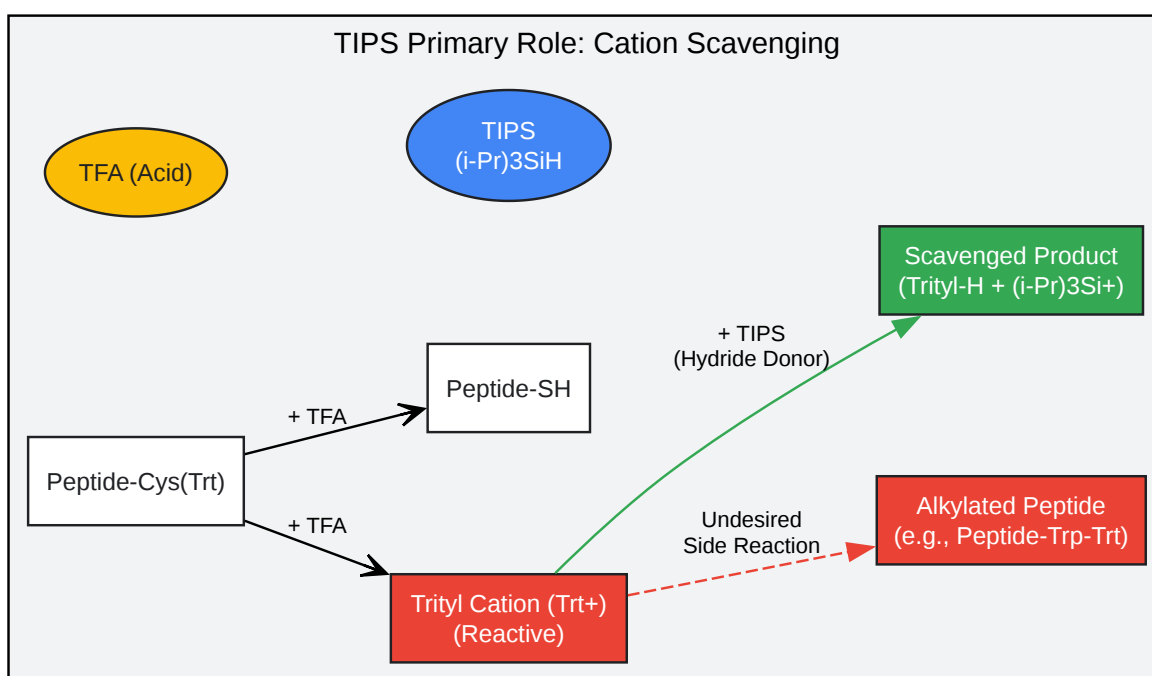 TIPS Primary Role: Cation Scavenging
TFA (Acid)
TIPS
(i-Pr)3SiH
Scavenged Product
(Trityl-H + (i-Pr)3Si+)
+ TIPS
(Hydride Donor)
Peptide-SH
+ TFA
Peptide-Cys(Trt)
+ TFA
Undesired
Side Reaction
Alkylated Peptide
(e.g., Peptide-Trp-Trt)
Trityl Cation (Trt+)
(Reactive)